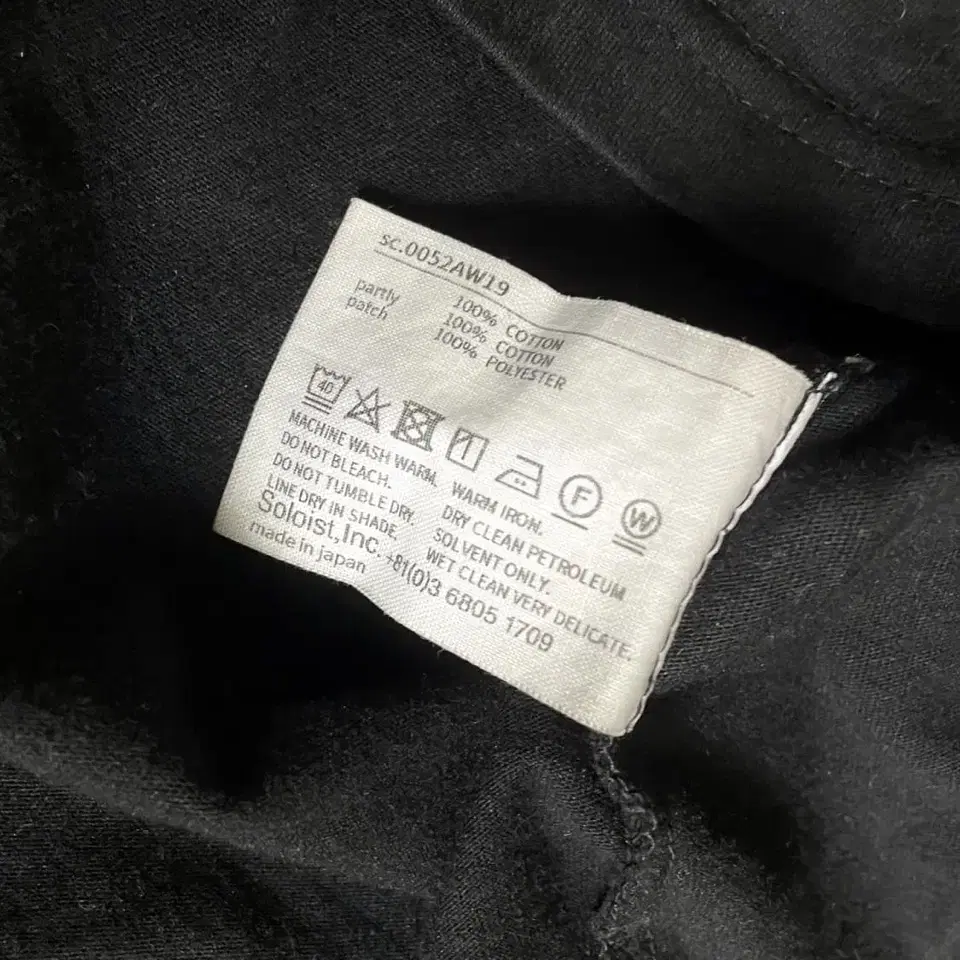 sc.0052AW19
100% COTTON
partly 100% COTTON
patch 100% POLYESTER
40
F
W
MACHINE WASH WARM.
DO NOT BLEACH.
DO NOT TUMBLE DRY.
LINE DRY IN SHADE.
WARM IRON.
DRY CLEAN PETROLEUM
SOLVENT ONLY.
WET CLEAN VERY DELICATE.
Soloist,Inc. +81(0)3 6805 1709
made in japan